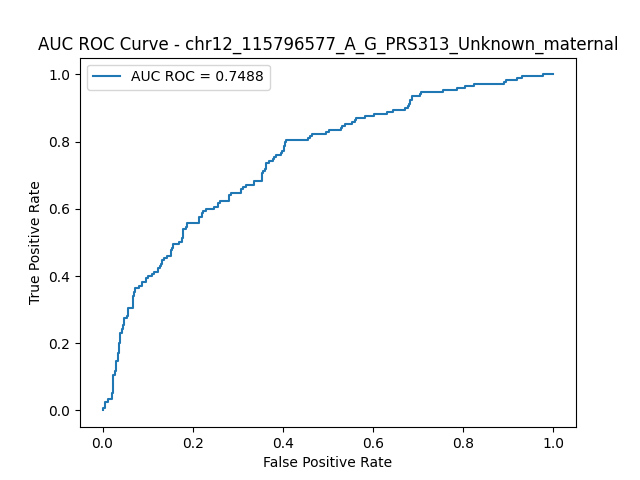 AUC ROC Curve - chr12_115796577_A_G_PRS313_Unknown_maternal
AUC ROC = 0.7488
1.0
0.8
0.6
0.4
0.2
0.0
True Positive Rate
0.0 0.2 0.4 0.6 0.8 1.0
False Positive Rate